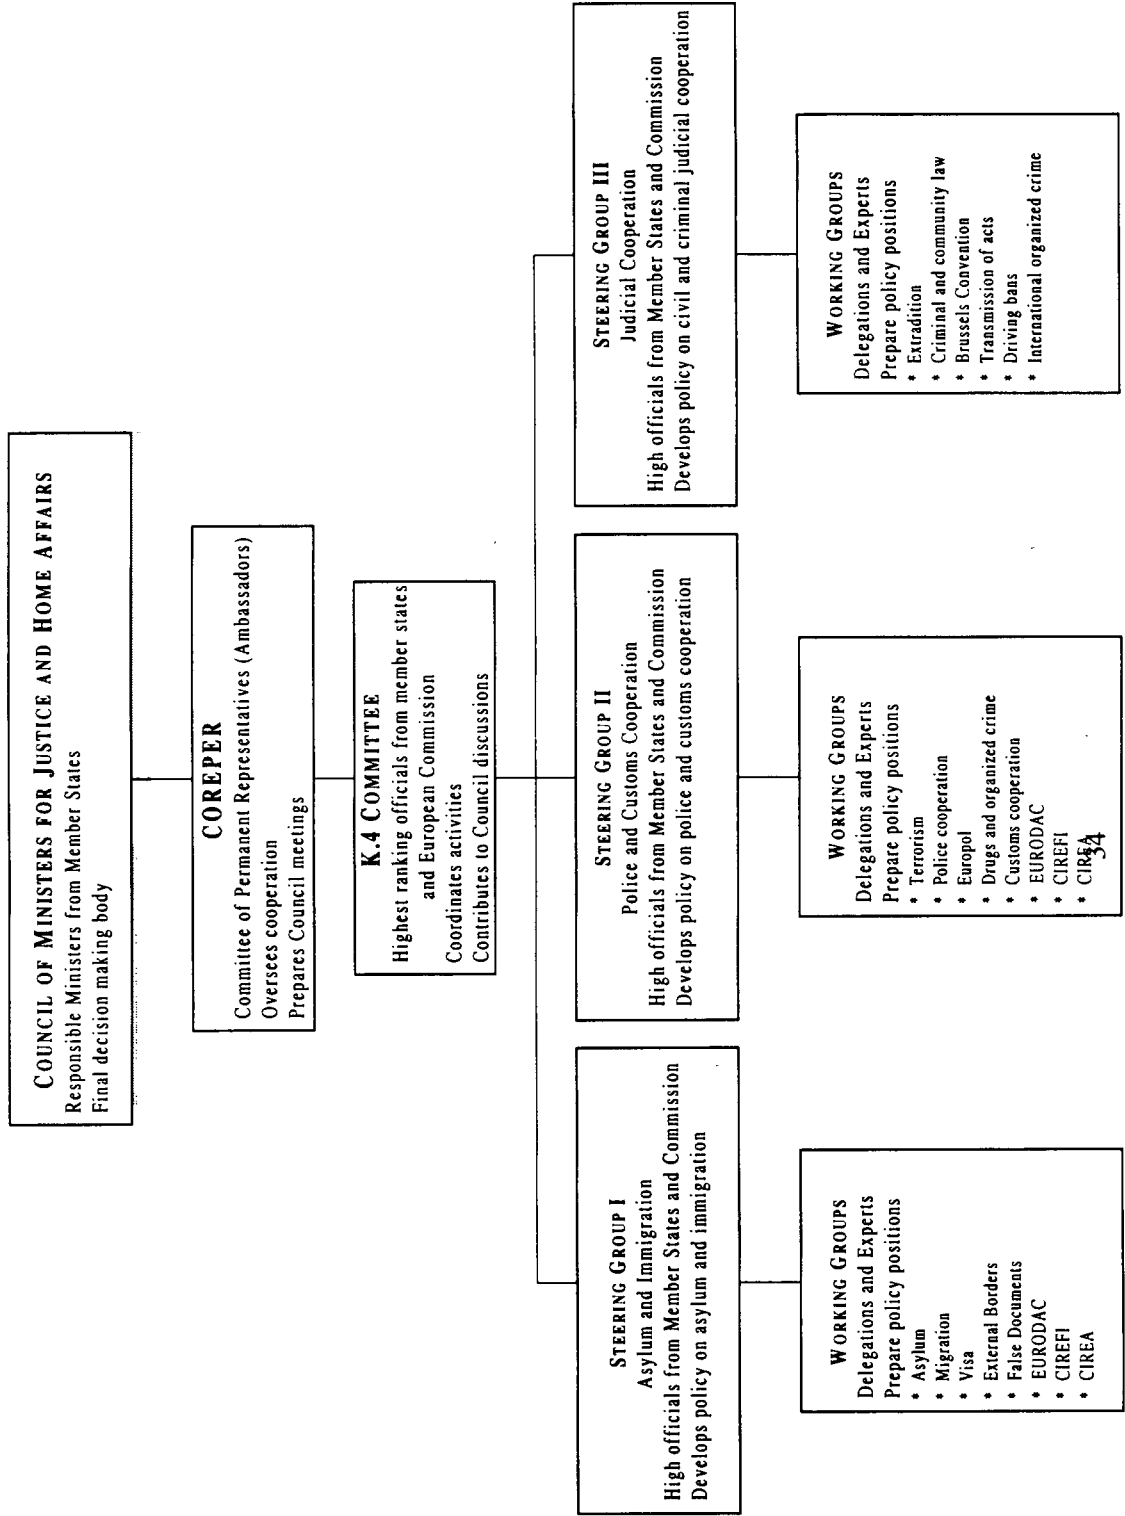 COUNCIL OF MINISTERS FOR JUSTICE AND HOME AFFAIRS
Responsible Ministers from Member States
Final decision making body
COREPER
Committee of Permanent Representatives (Ambassadors)
Oversees cooperation
Prepares Council meetings
K.4 COMMITTEE
Highest ranking officials from member states
and European Commission
Coordinates activities
Contributes to Council discussions
STEERING GROUP I
Asylum and Immigration
High officials from Member States and Commission
Develops policy on asylum and immigration
STEERING GROUP II
Police and Customs Cooperation
High officials from Member States and Commission
Develops policy on police and customs cooperation
STEERING GROUP III
Judicial Cooperation
High officials from Member States and Commission
Develops policy on civil and criminal judicial cooperation
WORKING GROUPS
Delegations and Experts
Prepare policy positions
* Asylum
* Migration
* Visa
* External Borders
* False Documents
* EURODAC
* CIREFI
* CIREA
WORKING GROUPS
Delegations and Experts
Prepare policy positions
* Terrorism
* Police cooperation
* Europol
* Drugs and organized crime
* Customs cooperation
* EURODAC
* CIREFI
* CIREA
34
WORKING GROUPS
Delegations and Experts
Prepare policy positions
* Extradition
* Criminal and community law
* Brussels Convention
* Transmission of acts
* Driving bans
* International organized crime